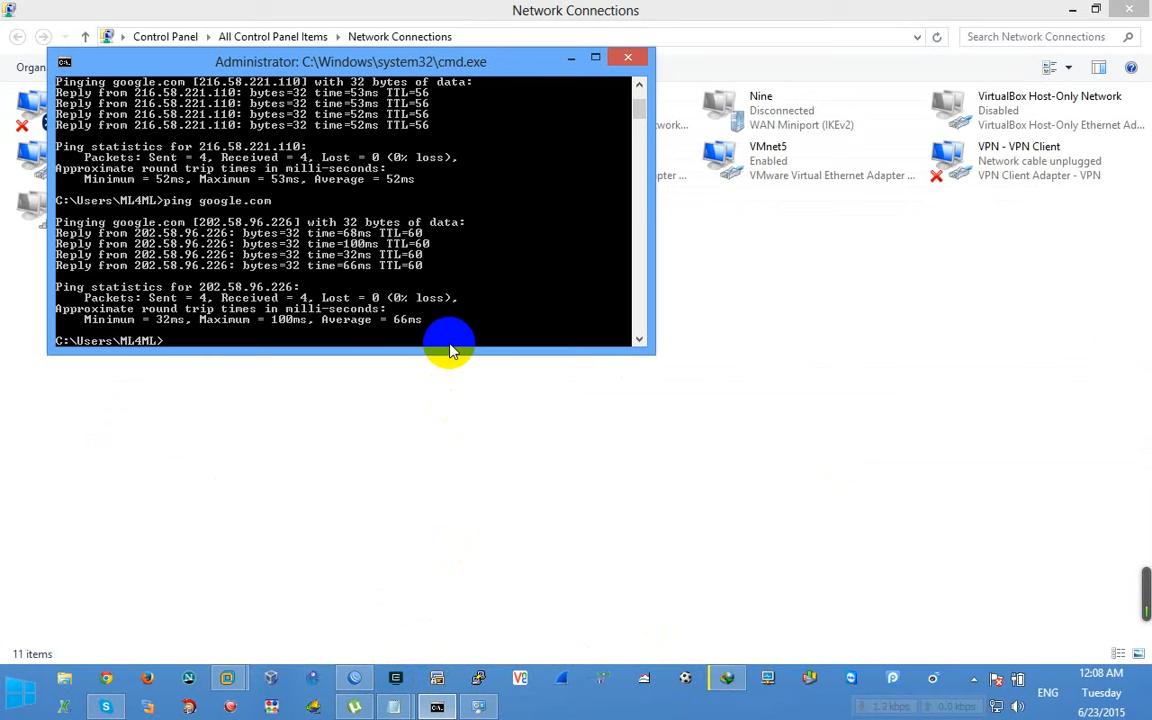 Network Connections
Control Panel
All Control Panel Items
Network Connections
Search Network Connections
Administrator: C:\Windows\system32\cmd.exe
Organ
Pinging google.com [216.58.221.110] with 32 bytes of data:
Reply from 216.58.221.110: bytes=32 time=53ms TTL=56
Reply from 216.58.221.110: bytes=32 time=53ms TTL=56
Reply from 216.58.221.110: bytes=32 time=52ms TTL=56
Reply from 216.58.221.110: bytes=32 time=52ms TTL=56
Ping statistics for 216.58.221.110:
Packets: Sent = 4, Received = 4, Lost = 0 (0% loss),
Approximate round trip times in milli-seconds:
Minimum = 52ms, Maximum = 53ms, Average = 52ms
C:\Users\ML4ML>ping google.com
Pinging google.com [202.58.96.226] with 32 bytes of data:
Reply from 202.58.96.226: bytes=32 time=68ms TTL=60
Reply from 202.58.96.226: bytes=32 time=100ms TTL=60
Reply from 202.58.96.226: bytes=32 time=32ms TTL=60
Reply from 202.58.96.226: bytes=32 time=66ms TTL=60
Ping statistics for 202.58.96.226:
Packets: Sent = 4, Received = 4, Lost = 0 (0% loss),
Approximate round trip times in milli-seconds:
Minimum = 32ms, Maximum = 100ms, Average = 66ms
C:\Users\ML4ML>
work...
ter ...
Nine
Disconnected
WAN Miniport (IKEv2)
VMnet5
Enabled
VMware Virtual Ethernet Adapter ...
VirtualBox Host-Only Network
Disabled
VirtualBox Host-Only Ethernet Ad...
VPN - VPN Client
Network cable unplugged
VPN Client Adapter - VPN
11 items
ENG
12:08 AM
Tuesday
6/23/2015
1.2 kbps
0.0 kbps